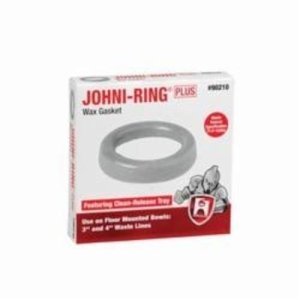 #90210
JOHNI-RING® PLUS
Wax Gasket
Featuring Clean-Release Tray
Use on Floor Mounted Bowls:
3" and 4" Waste Lines